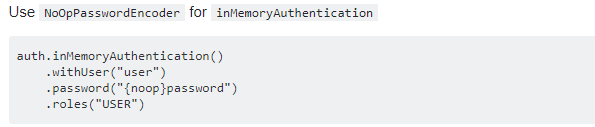 Use NoOpPasswordEncoder for inMemoryAuthentication
auth.inMemoryAuthentication()
    .withUser("user")
    .password("{noop}password")
    .roles("USER")